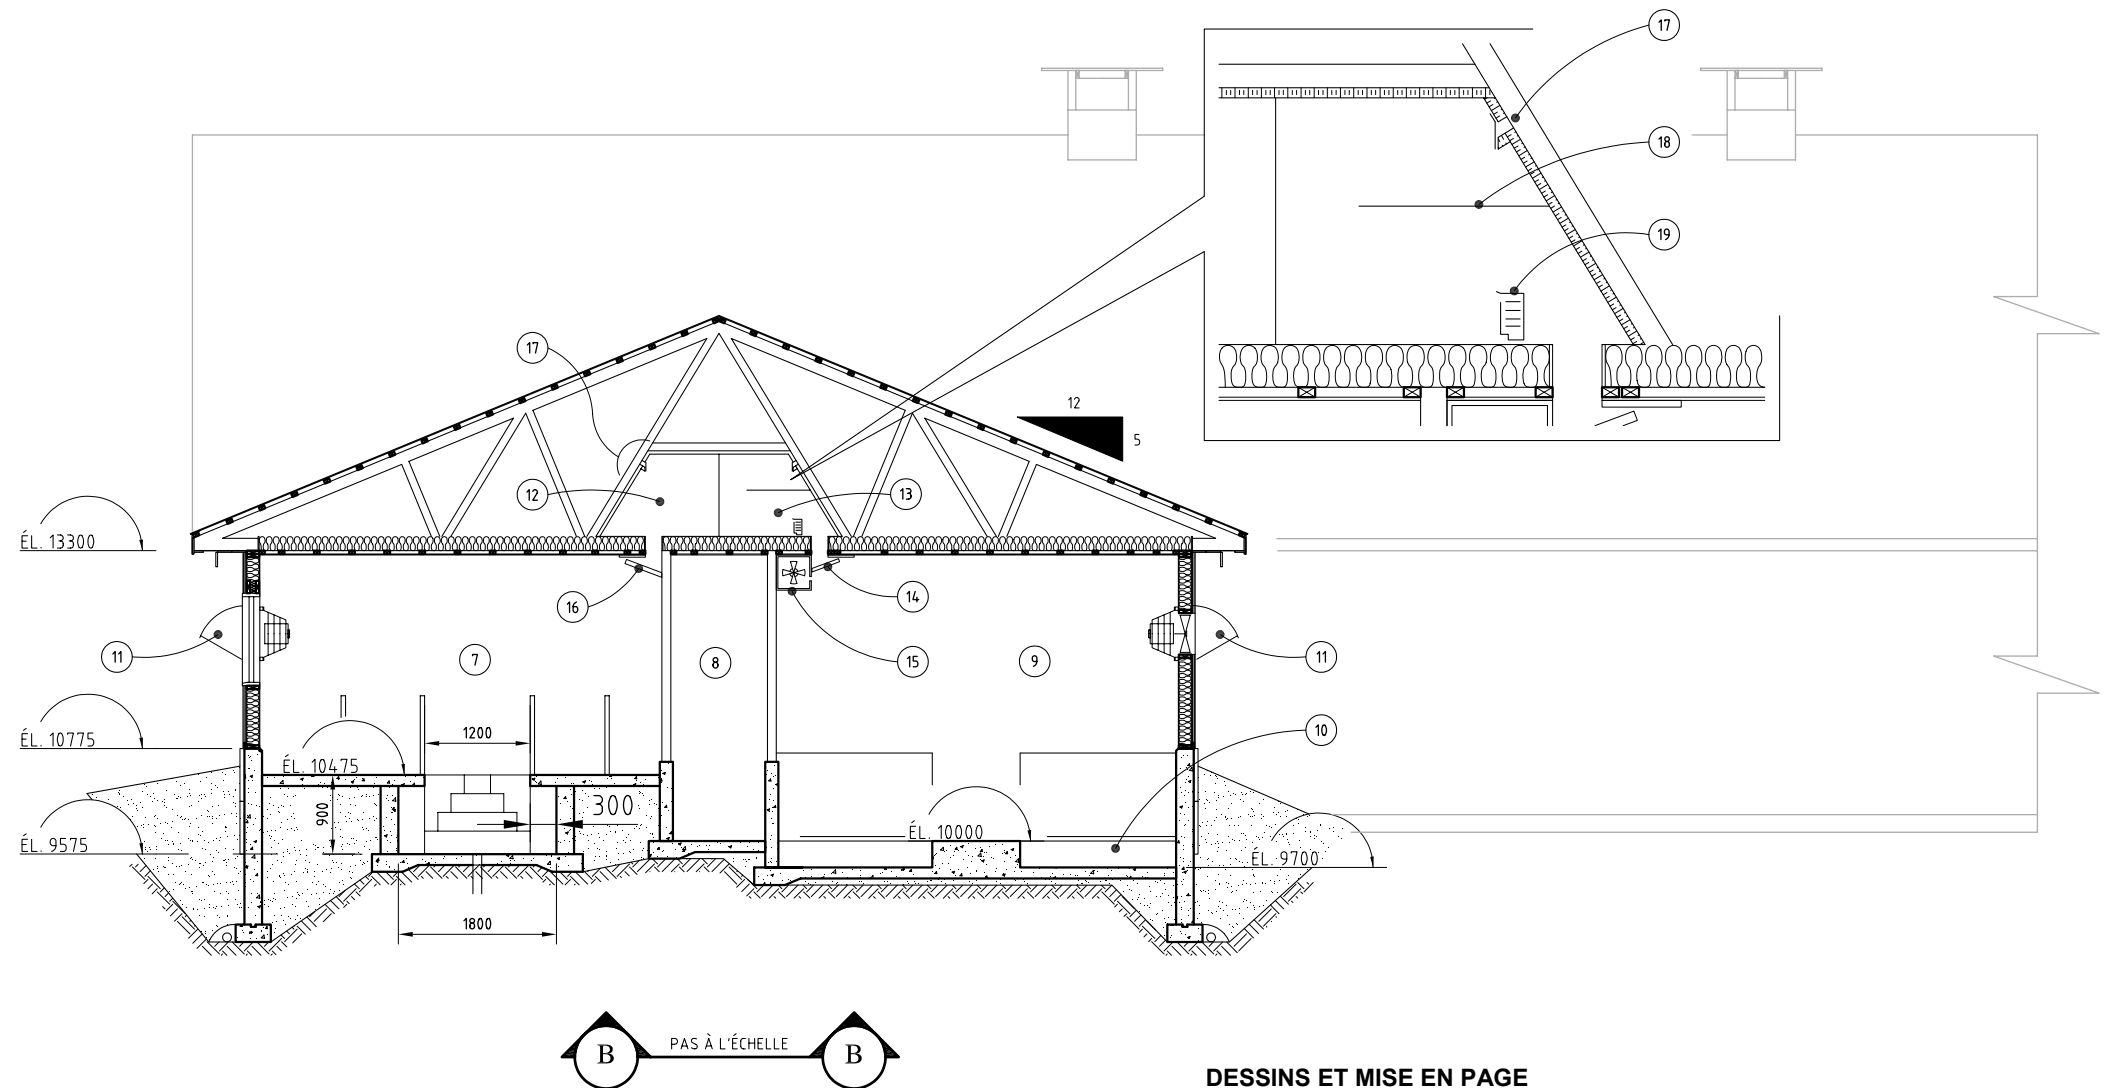 17
18
19
17
12
5
12
13
ÉL. 13300
16
14
11
7
8
15
9
11
ÉL. 10775
1200
10
ÉL. 10475
900
300
ÉL. 10000
ÉL. 9575
ÉL. 9700
1800
B PAS À L'ÉCHELLE B
DESSINS ET MISE EN PAGE